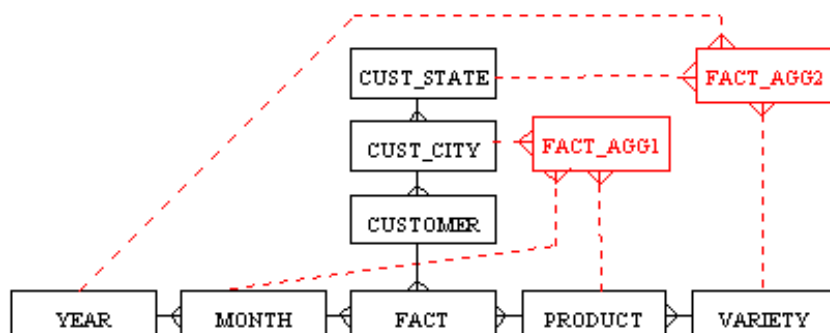 CUST_STATE
FACT_AGG2
CUST_CITY
FACT_AGG1
CUSTOMER
YEAR
MONTH
FACT
PRODUCT
VARIETY